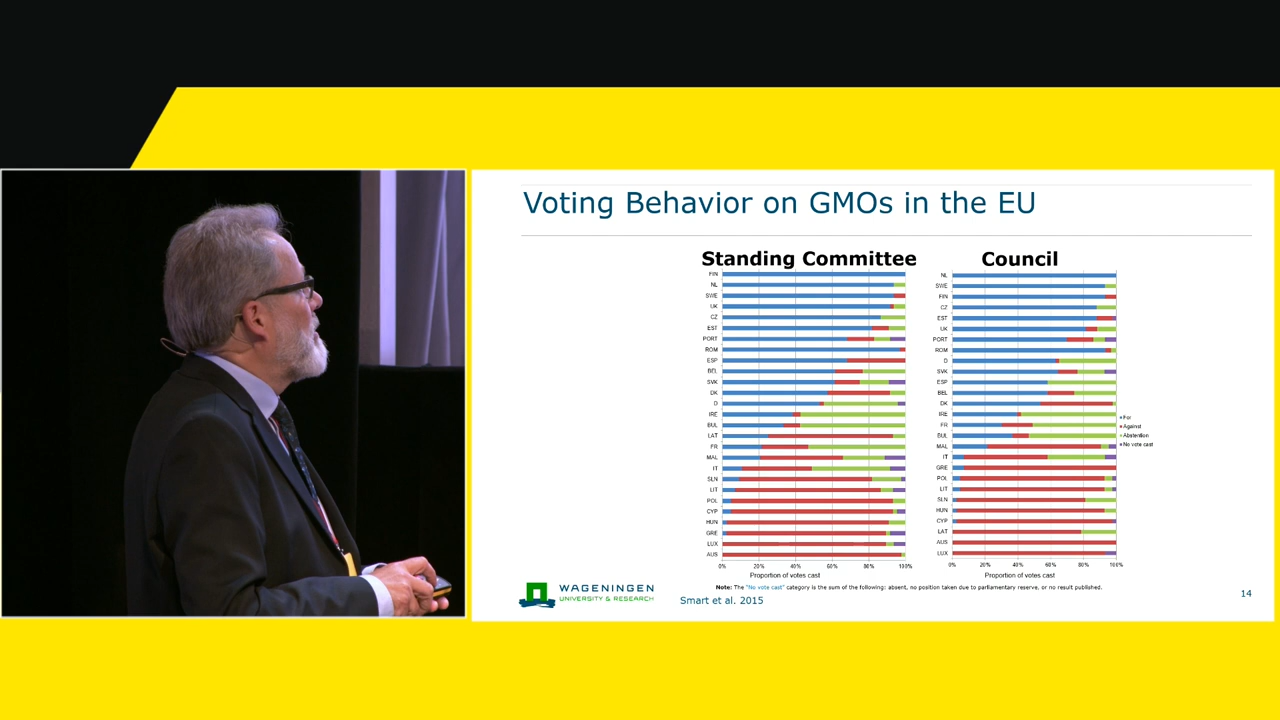 Voting Behavior on GMOs in the EU
Standing Committee
FIN
NL
SWE
UK
CZ
EST
PORT
ROM
ESP
BEL
SVK
DK
D
IRE
BUL
LAT
FR
MAL
IT
SLN
LIT
POL
CYP
HUN
GRE
LUX
AUS
0% 20% 40% 60% 80% 100%
Proportion of votes cast
Council
NL
SWE
FIN
CZ
EST
UK
PORT
ROM
D
SVK
ESP
BEL
DK
IRE
FR
BUL
MAL
IT
GRE
POL
LIT
SLN
HUN
CYP
LAT
AUS
LUX
0% 20% 40% 60% 80% 100%
Proportion of votes cast
For
Against
Abstention
No vote cast
Note: The "No vote cast" category is the sum of the following: absent, no position taken due to parliamentary reserve, or no result published.
WAGENINGEN
UNIVERSITY & RESEARCH
Smart et al. 2015
14